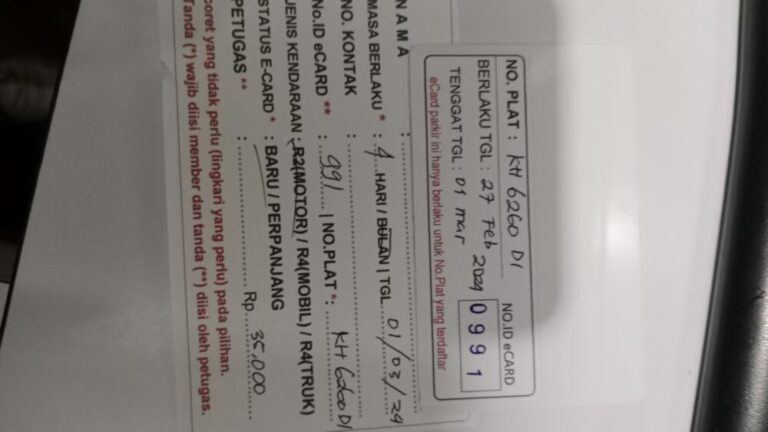 NO. PLAT : KH 6260 DI
NO.ID eCARD
BERLAKU TGL : 27 Feb 2024
0991
TENGGAT TGL : 01 mar
eCard parkir ini hanya berlaku untuk No.Plat yang terdaftar
NAMA :
MASA BERLAKU * : 4 HARI / BULAN | TGL 01/03/24
NO. KONTAK :
No.ID eCARD ** : 991 | NO.PLAT *: KH 6260 DI
JENIS KENDARAAN : R2(MOTOR) / R4(MOBIL) / R4(TRUK)
STATUS E-CARD * : BARU / PERPANJANG
PETUGAS ** : Rp 35,000
coret yang tidak perlu (lingkari yang perlu) pada pilihan.
Tanda (*) wajib diisi member dan tanda (**) diisi oleh petugas.